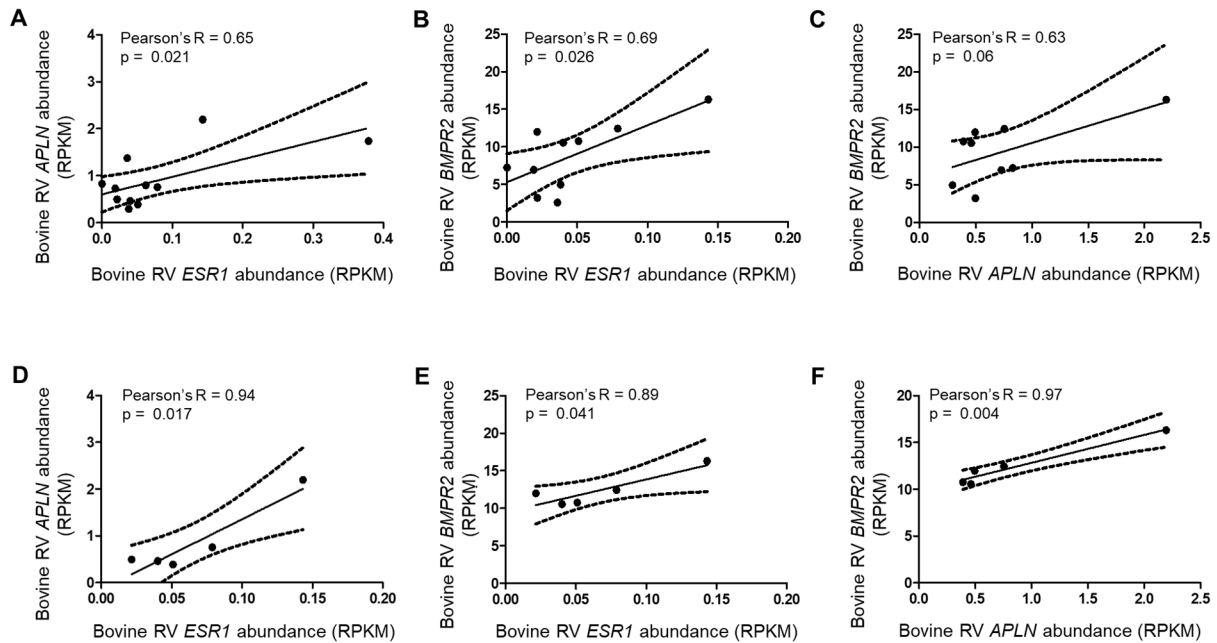 A
Pearson's R = 0.65
p = 0.021
Bovine RV APLN abundance
(RPKM)
4
3
2
1
0
0.0 0.1 0.2 0.3 0.4
Bovine RV ESR1 abundance (RPKM)
B
Pearson's R = 0.69
p = 0.026
Bovine RV BMPR2 abundance
(RPKM)
25
20
15
10
5
0
0.00 0.05 0.10 0.15 0.20
Bovine RV ESR1 abundance (RPKM)
C
Pearson's R = 0.63
p = 0.06
Bovine RV BMPR2 abundance
(RPKM)
25
20
15
10
5
0
0.0 0.5 1.0 1.5 2.0 2.5
Bovine RV APLN abundance (RPKM)
D
Pearson's R = 0.94
p = 0.017
Bovine RV APLN abundance
(RPKM)
4
3
2
1
0
0.00 0.05 0.10 0.15 0.20
Bovine RV ESR1 abundance (RPKM)
E
Pearson's R = 0.89
p = 0.041
Bovine RV BMPR2 abundance
(RPKM)
25
20
15
10
5
0
0.00 0.05 0.10 0.15 0.20
Bovine RV ESR1 abundance (RPKM)
F
Pearson's R = 0.97
p = 0.004
Bovine RV BMPR2 abundance
(RPKM)
20
15
10
5
0
0.0 0.5 1.0 1.5 2.0 2.5
Bovine RV APLN abundance (RPKM)